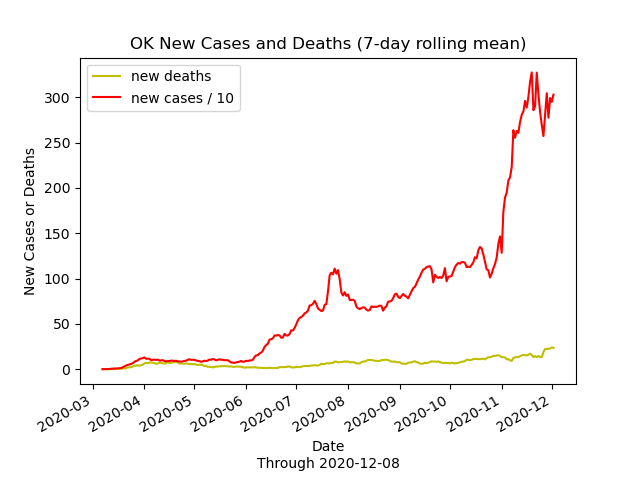 OK New Cases and Deaths (7-day rolling mean)
new deaths
new cases / 10
300
250
200
150
100
50
0
New Cases or Deaths
2020-03
2020-04
2020-05
2020-06
2020-07
2020-08
2020-09
2020-10
2020-11
2020-12
Date
Through 2020-12-08